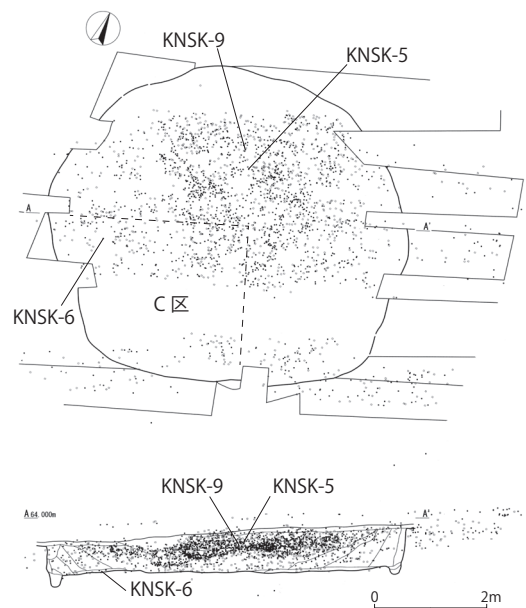 KNSK-9
KNSK-5
A
A'
C 区
KNSK-6
KNSK-9
KNSK-5
A 64.000m
A'
KNSK-6
0
2m